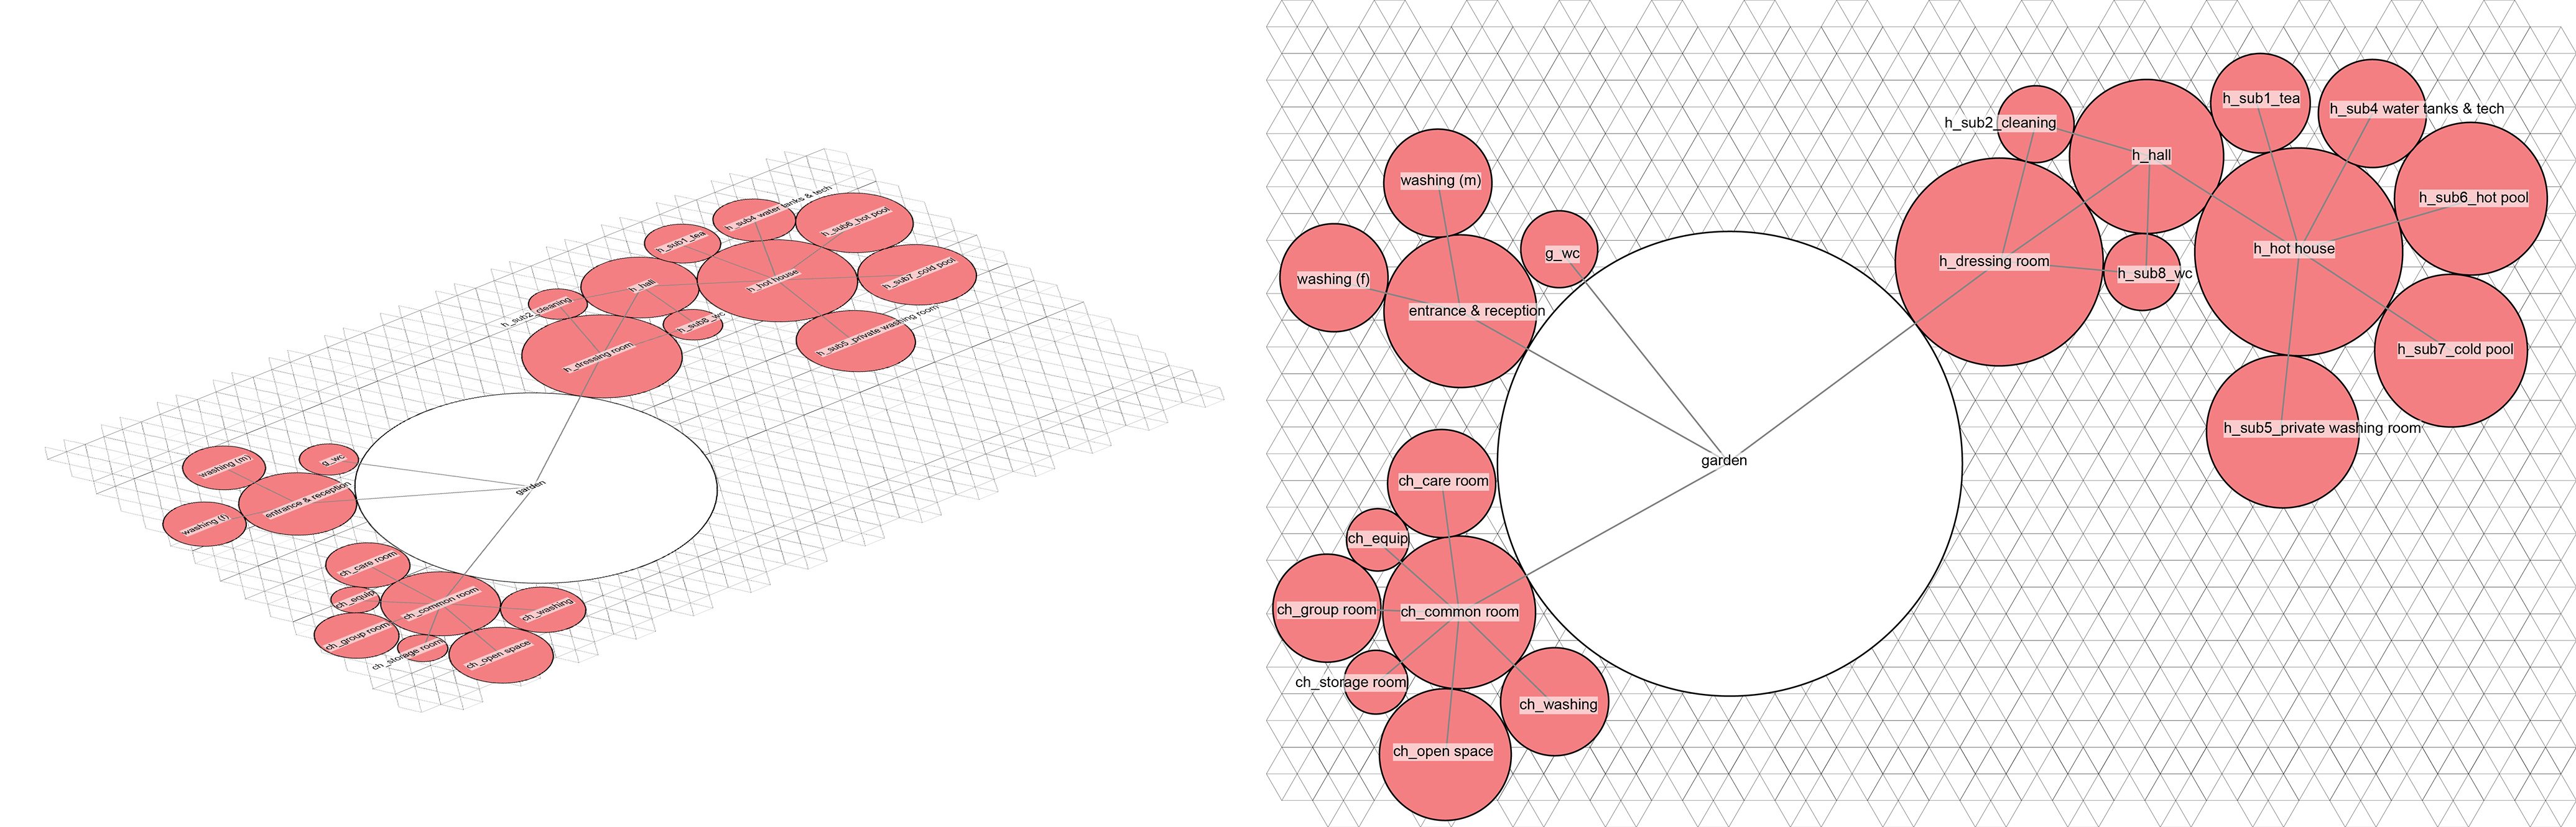 h_sub4 water tanks & tech
h_sub6_hot pool
h_sub1_tea
h_sub7_cold pool
h_hot house
h_hall
h_sub2_cleaning
h_sub8_wc
h_sub5_private washing room
h_dressing room
g_wc
washing (m)
entrance & reception
garden
washing (f)
ch_care room
ch_equip
ch_common room
ch_washing
ch_group room
ch_storage room
ch_open space
h_sub1_tea
h_sub4 water tanks & tech
h_sub2_cleaning
h_hall
washing (m)
h_sub6_hot pool
h_hot house
g_wc
h_dressing room
h_sub8_wc
washing (f)
entrance & reception
h_sub7_cold pool
h_sub5_private washing room
garden
ch_care room
ch_equip
ch_group room
ch_common room
ch_storage room
ch_washing
ch_open space